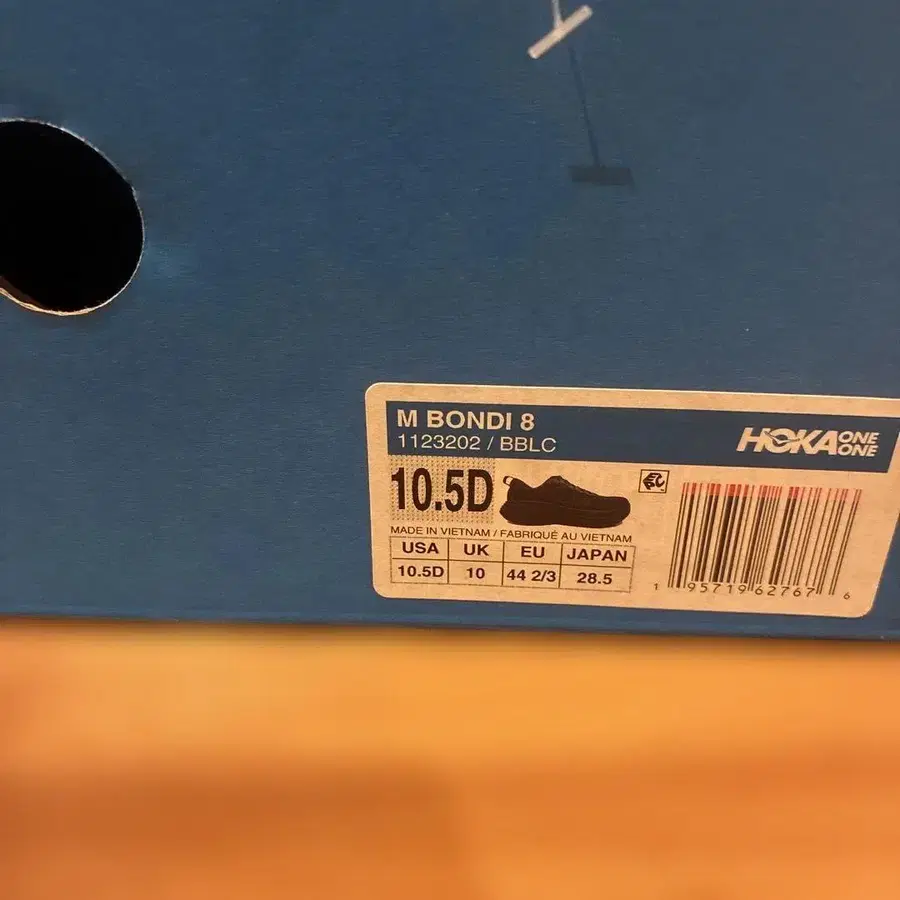 M BONDI 8
1123202 / BBLC
HOKA ONE ONE
10.5D
MADE IN VIETNAM / FABRIQUÉ AU VIETNAM
USA UK EU JAPAN
10.5D 10 44 2/3 28.5
1 95719 62767 6